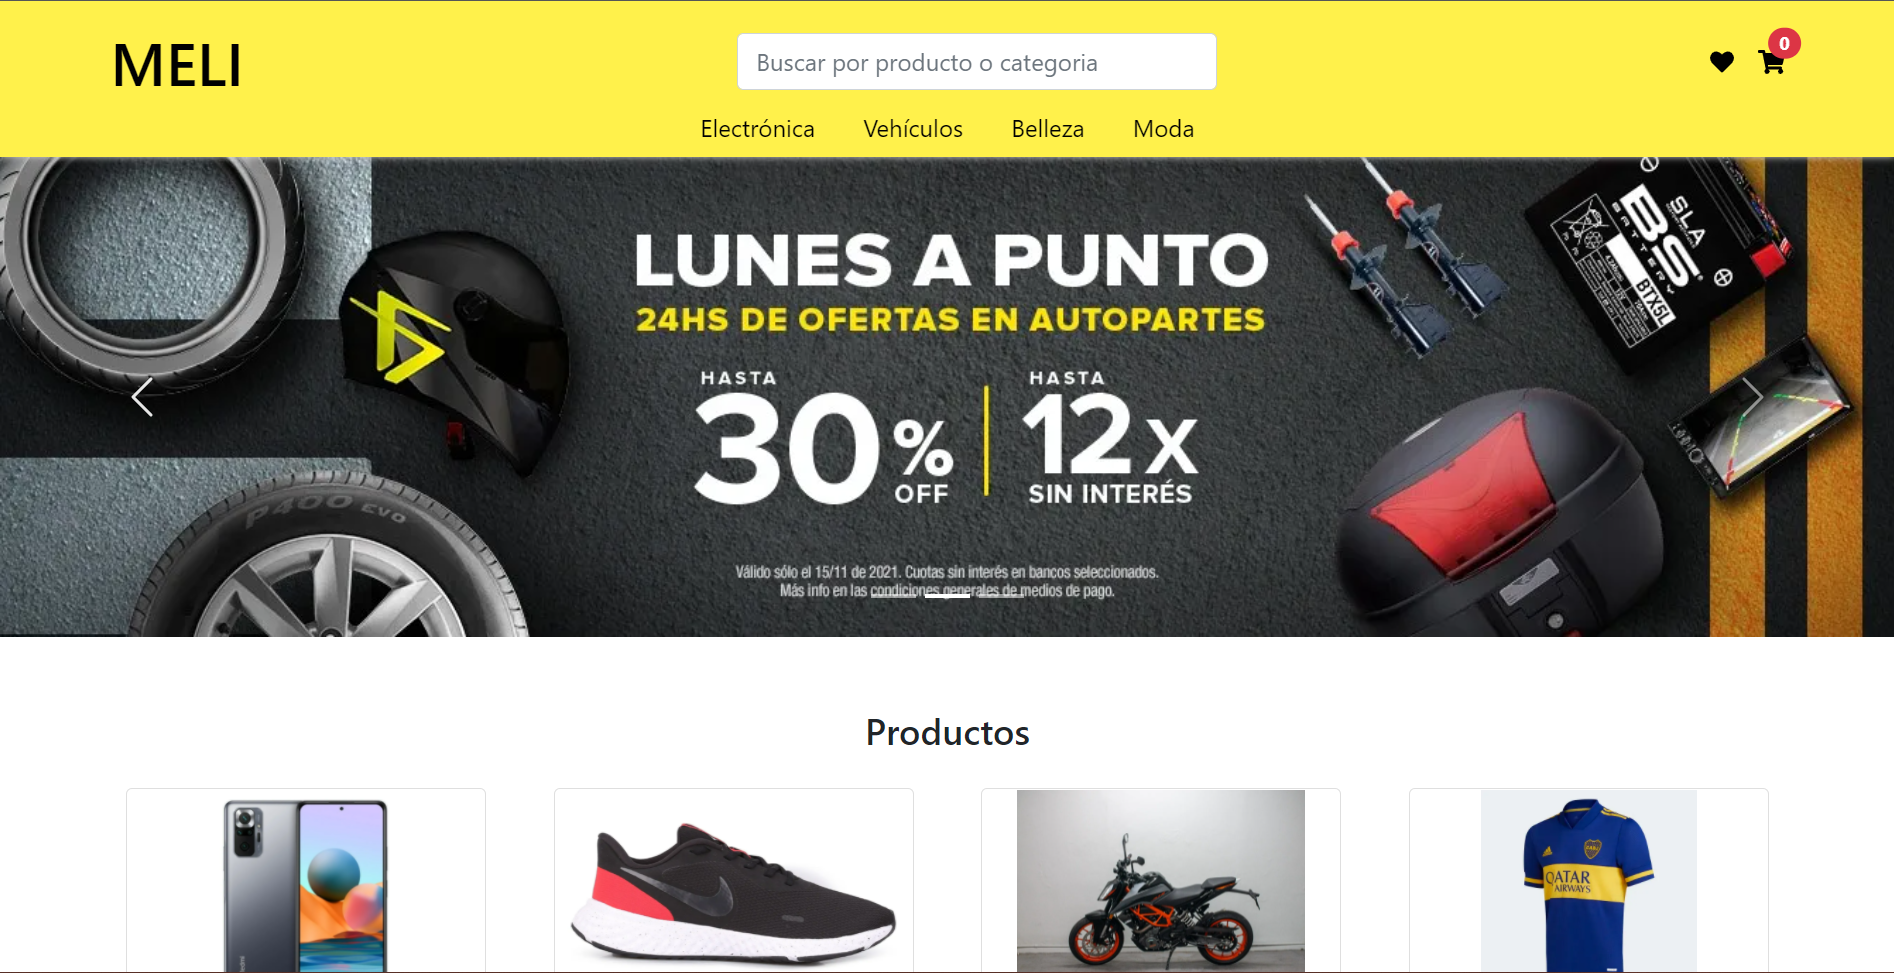 MELI
Buscar por producto o categoria
0
Electrónica Vehículos Belleza Moda
LUNES A PUNTO
24HS DE OFERTAS EN AUTOPARTES
HASTA
30% OFF
HASTA
12X
SIN INTERÉS
Válido sólo el 15/11 de 2021. Cuotas sin interés en bancos seleccionados.
Más info en las condiciones generales de medios de pago.
P400 EVO
SLA
BS
BATTERY
BTX5L
Productos
Redmi
QATAR
AIRWAYS